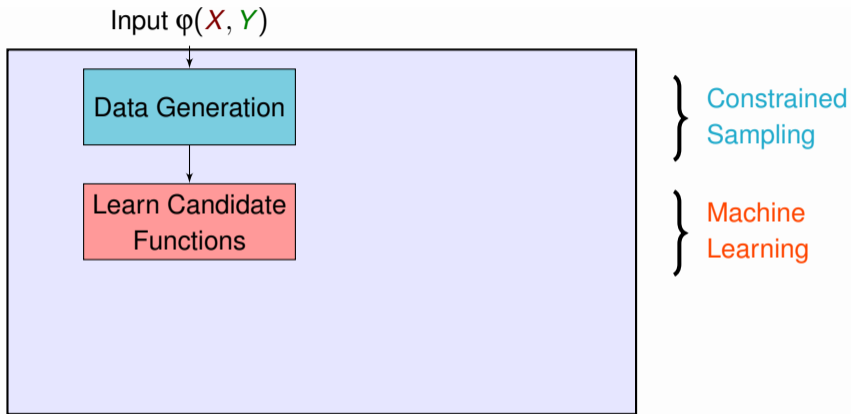 Input φ(X, Y)
Data Generation
Constrained
Sampling
Learn Candidate
Functions
Machine
Learning